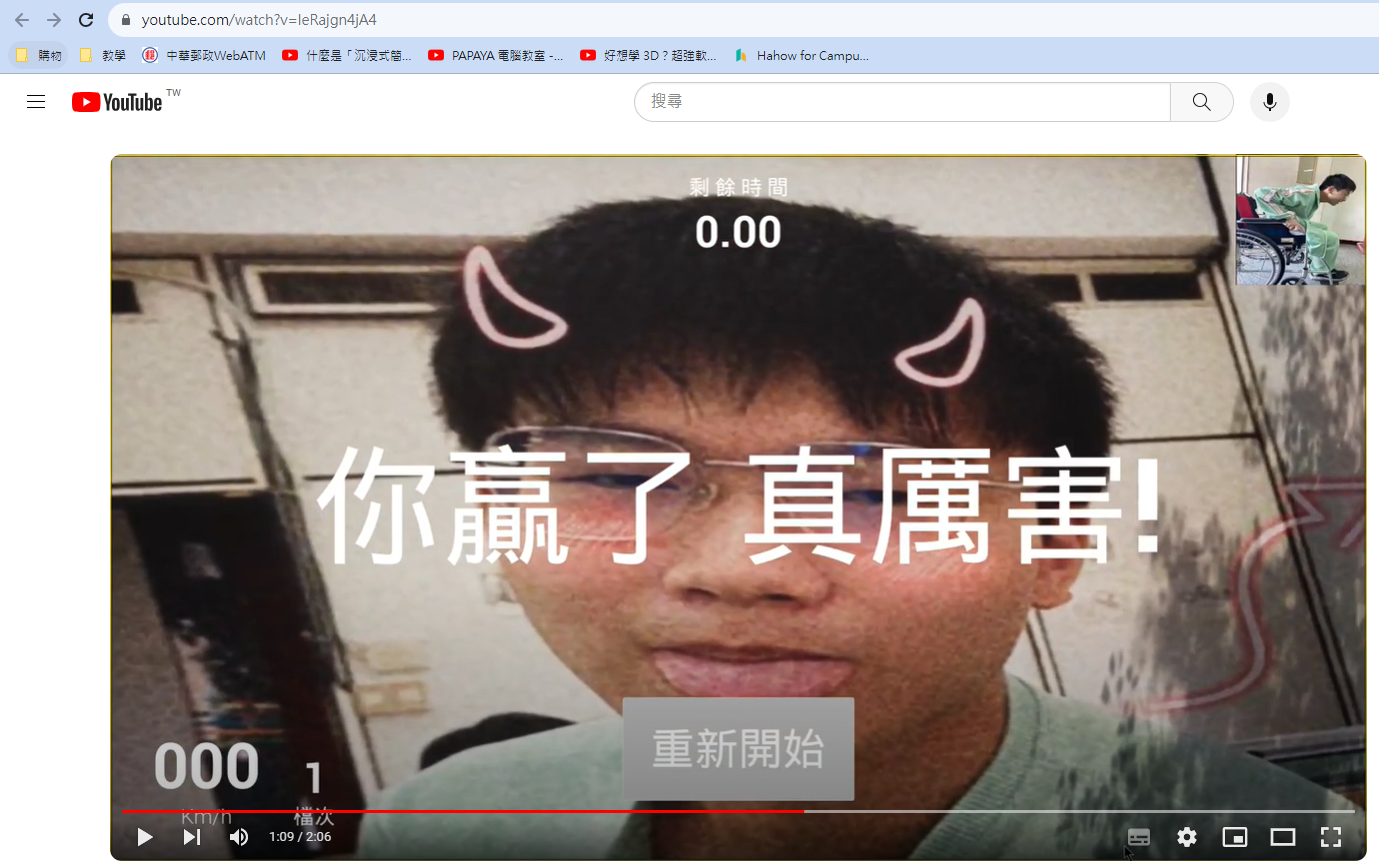 youtube.com/watch?v=IeRajgn4jA4
購物 教學 中華郵政WebATM 什麼是「沉浸式簡... PAPAYA 電腦教室 -... 好想學 3D？超強軟... Hahow for Campu...
YouTube TW
搜尋
剩餘時間
0.00
你贏了 真厲害!
重新開始
000 1
Km/h 檔次
1:09 / 2:06